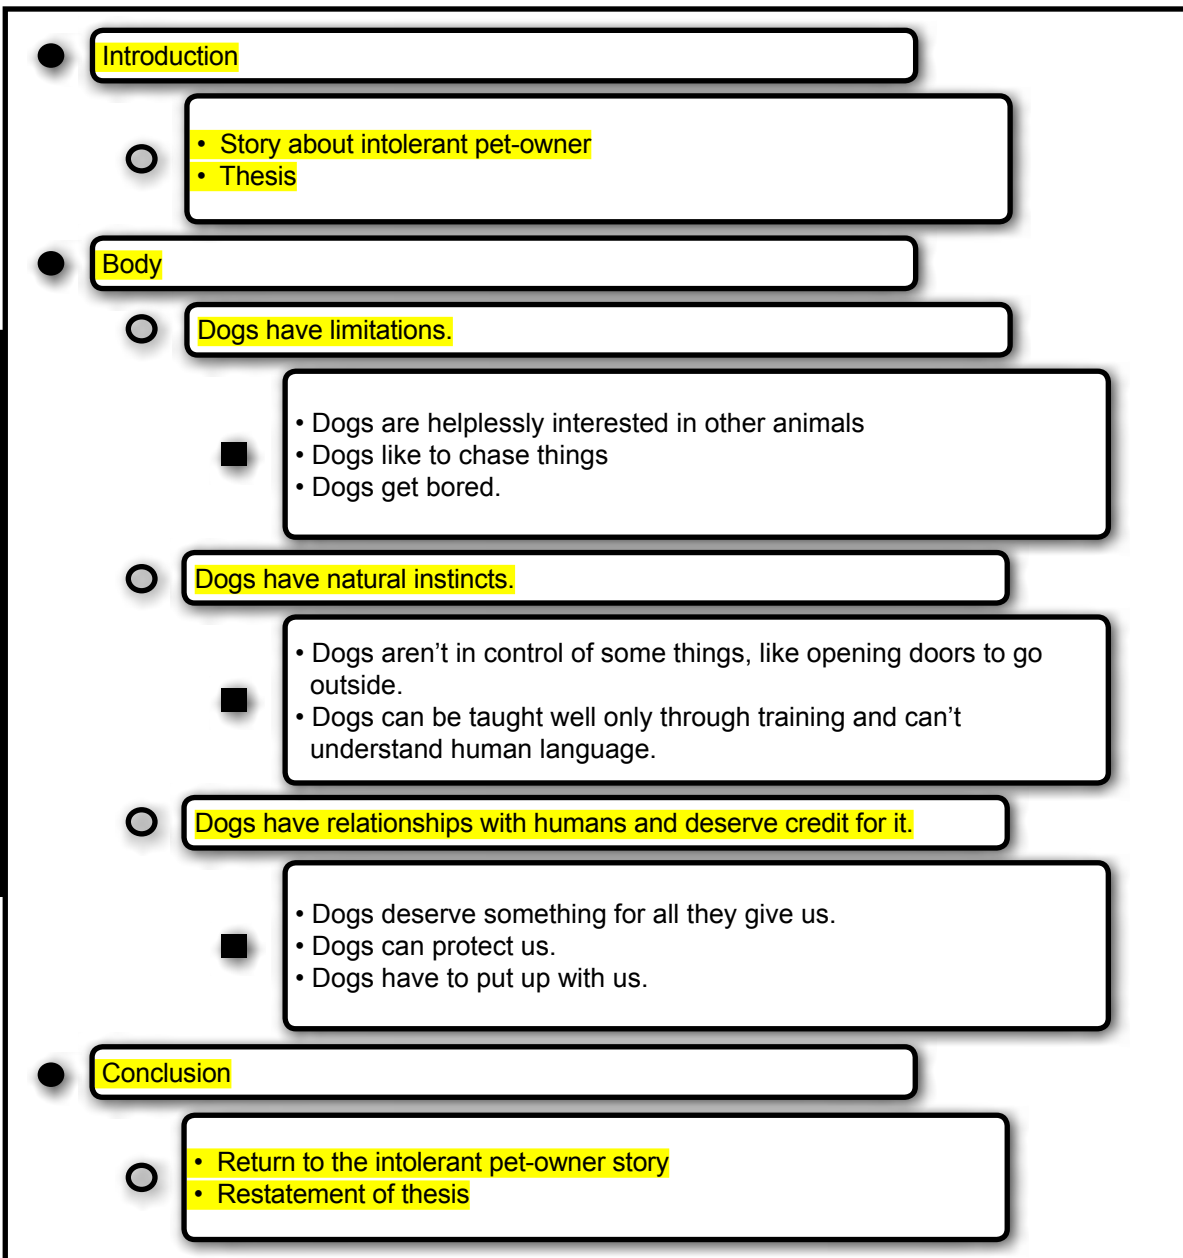 Introduction
• Story about intolerant pet-owner
• Thesis
Body
Dogs have limitations.
• Dogs are helplessly interested in other animals
• Dogs like to chase things
• Dogs get bored.
Dogs have natural instincts.
• Dogs aren’t in control of some things, like opening doors to go
outside.
• Dogs can be taught well only through training and can’t
understand human language.
Dogs have relationships with humans and deserve credit for it.
• Dogs deserve something for all they give us.
• Dogs can protect us.
• Dogs have to put up with us.
Conclusion
• Return to the intolerant pet-owner story
• Restatement of thesis